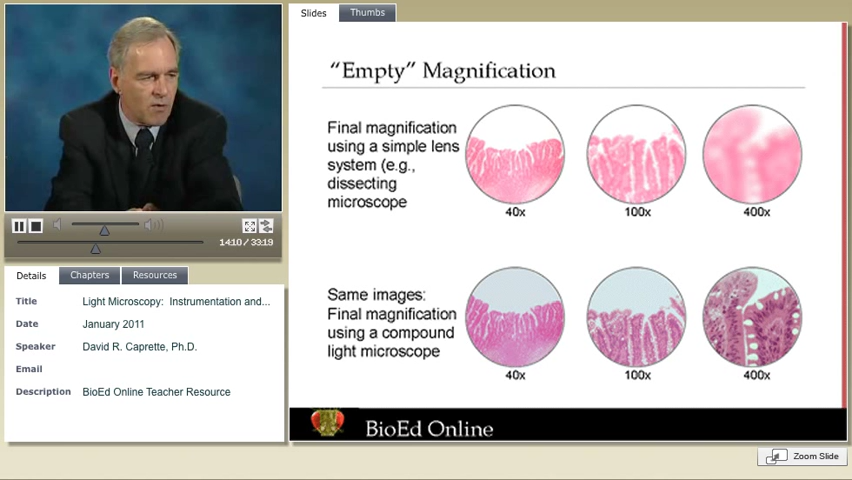 Slides
Thumbs
"Empty" Magnification
Final magnification
using a simple lens
system (e.g.,
dissecting
microscope
40x
100x
400x
Same images:
Final magnification
using a compound
light microscope
40x
100x
400x
BioEd Online
Zoom Slide
14:10 / 33:19
Details
Chapters
Resources
Title Light Microscopy: Instrumentation and...
Date January 2011
Speaker David R. Caprette, Ph.D.
Email
Description BioEd Online Teacher Resource